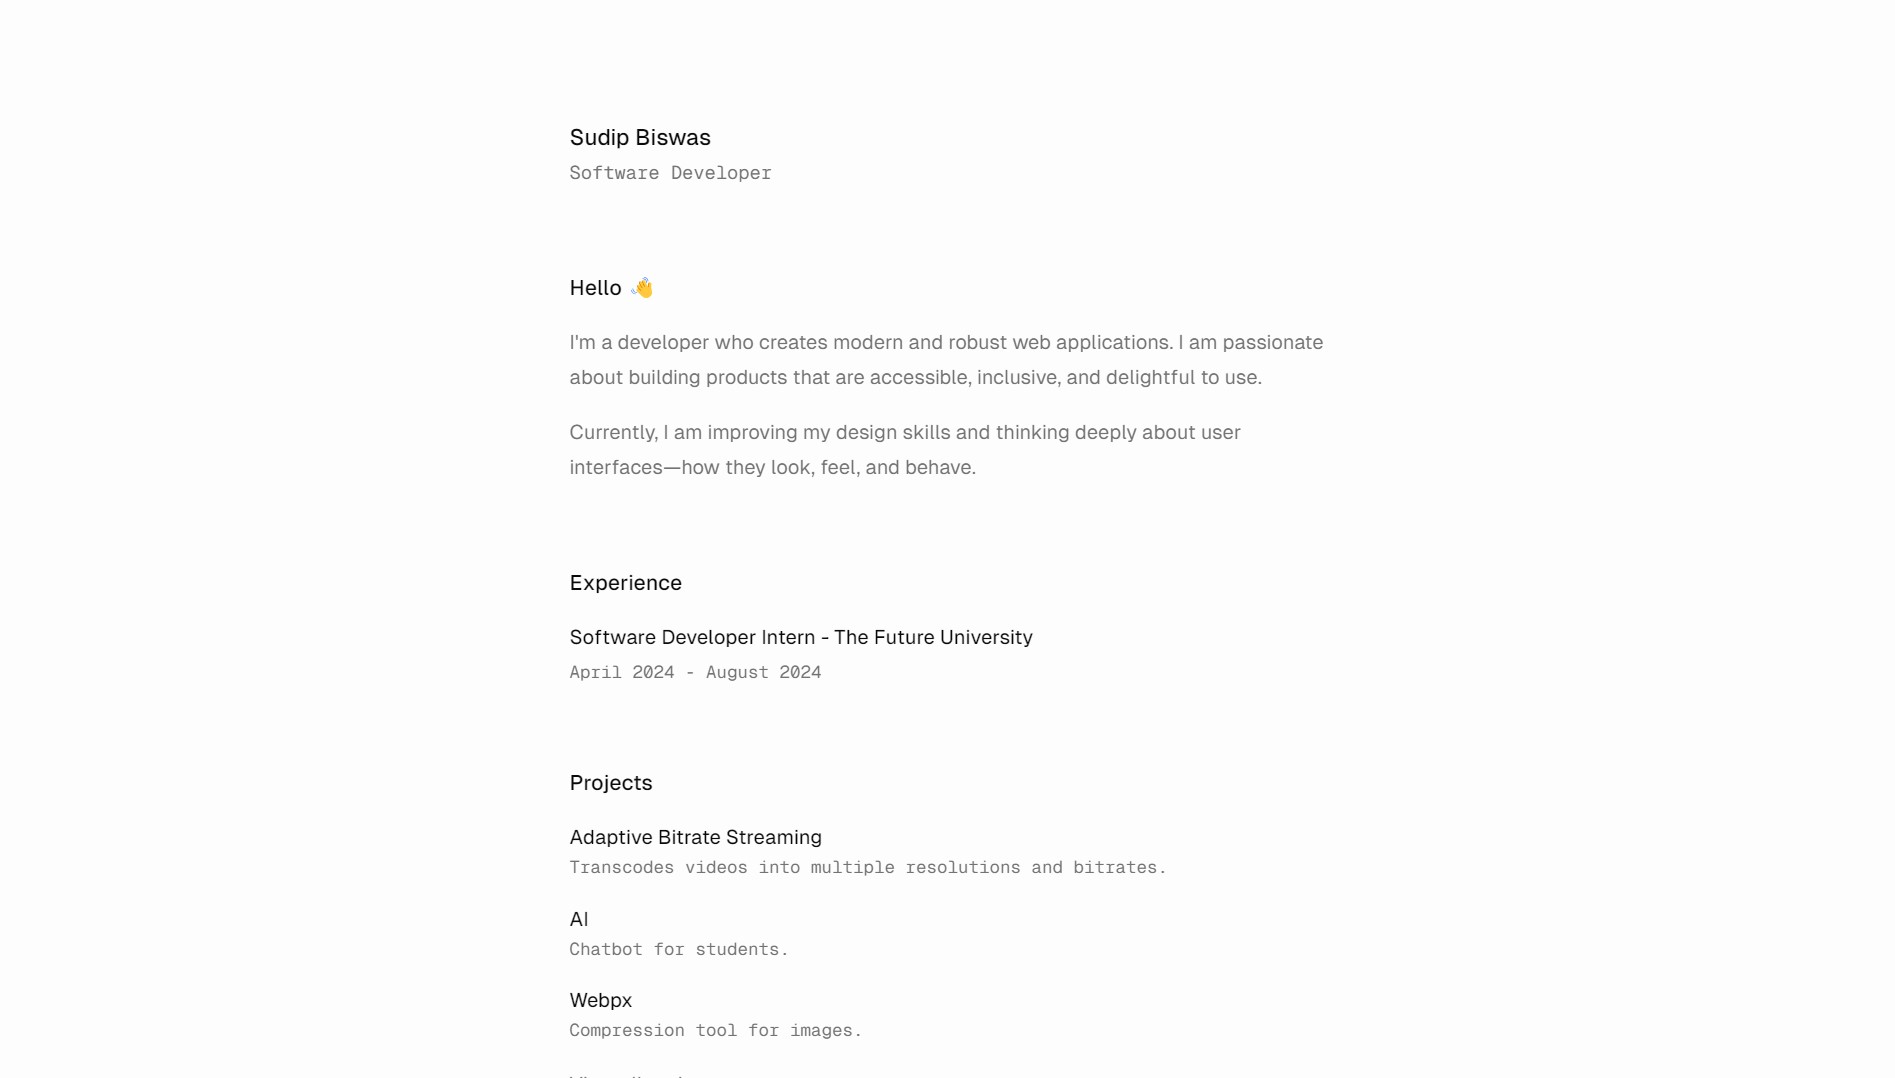 Sudip Biswas
Software Developer
Hello 👋
I'm a developer who creates modern and robust web applications. I am passionate
about building products that are accessible, inclusive, and delightful to use.
Currently, I am improving my design skills and thinking deeply about user
interfaces—how they look, feel, and behave.
Experience
Software Developer Intern - The Future University
April 2024 - August 2024
Projects
Adaptive Bitrate Streaming
Transcodes videos into multiple resolutions and bitrates.
AI
Chatbot for students.
Webpx
Compression tool for images.